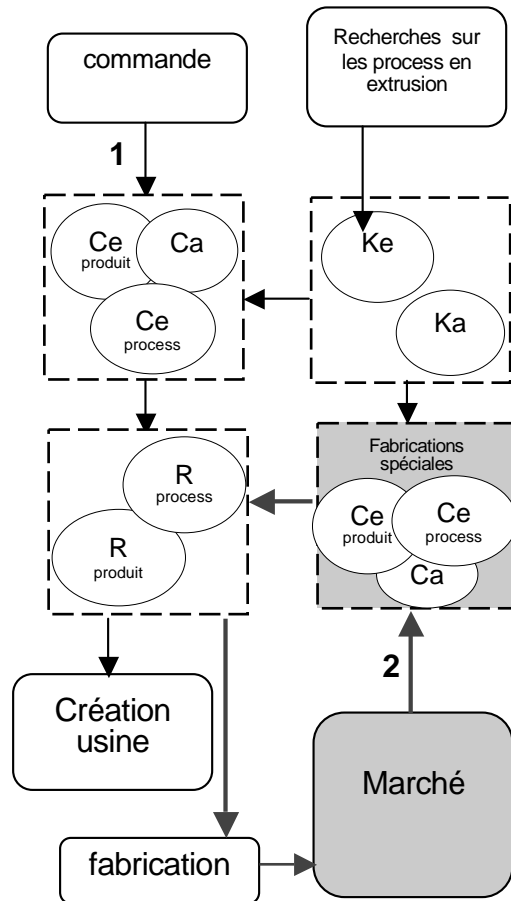 commande
Recherches sur
les process en
extrusion
1
Ce
produit
Ca
Ce
process
Ke
Ka
R
process
R
produit
Fabrications
spéciales
Ce
produit
Ce
process
Ca
2
Création
usine
Marché
fabrication